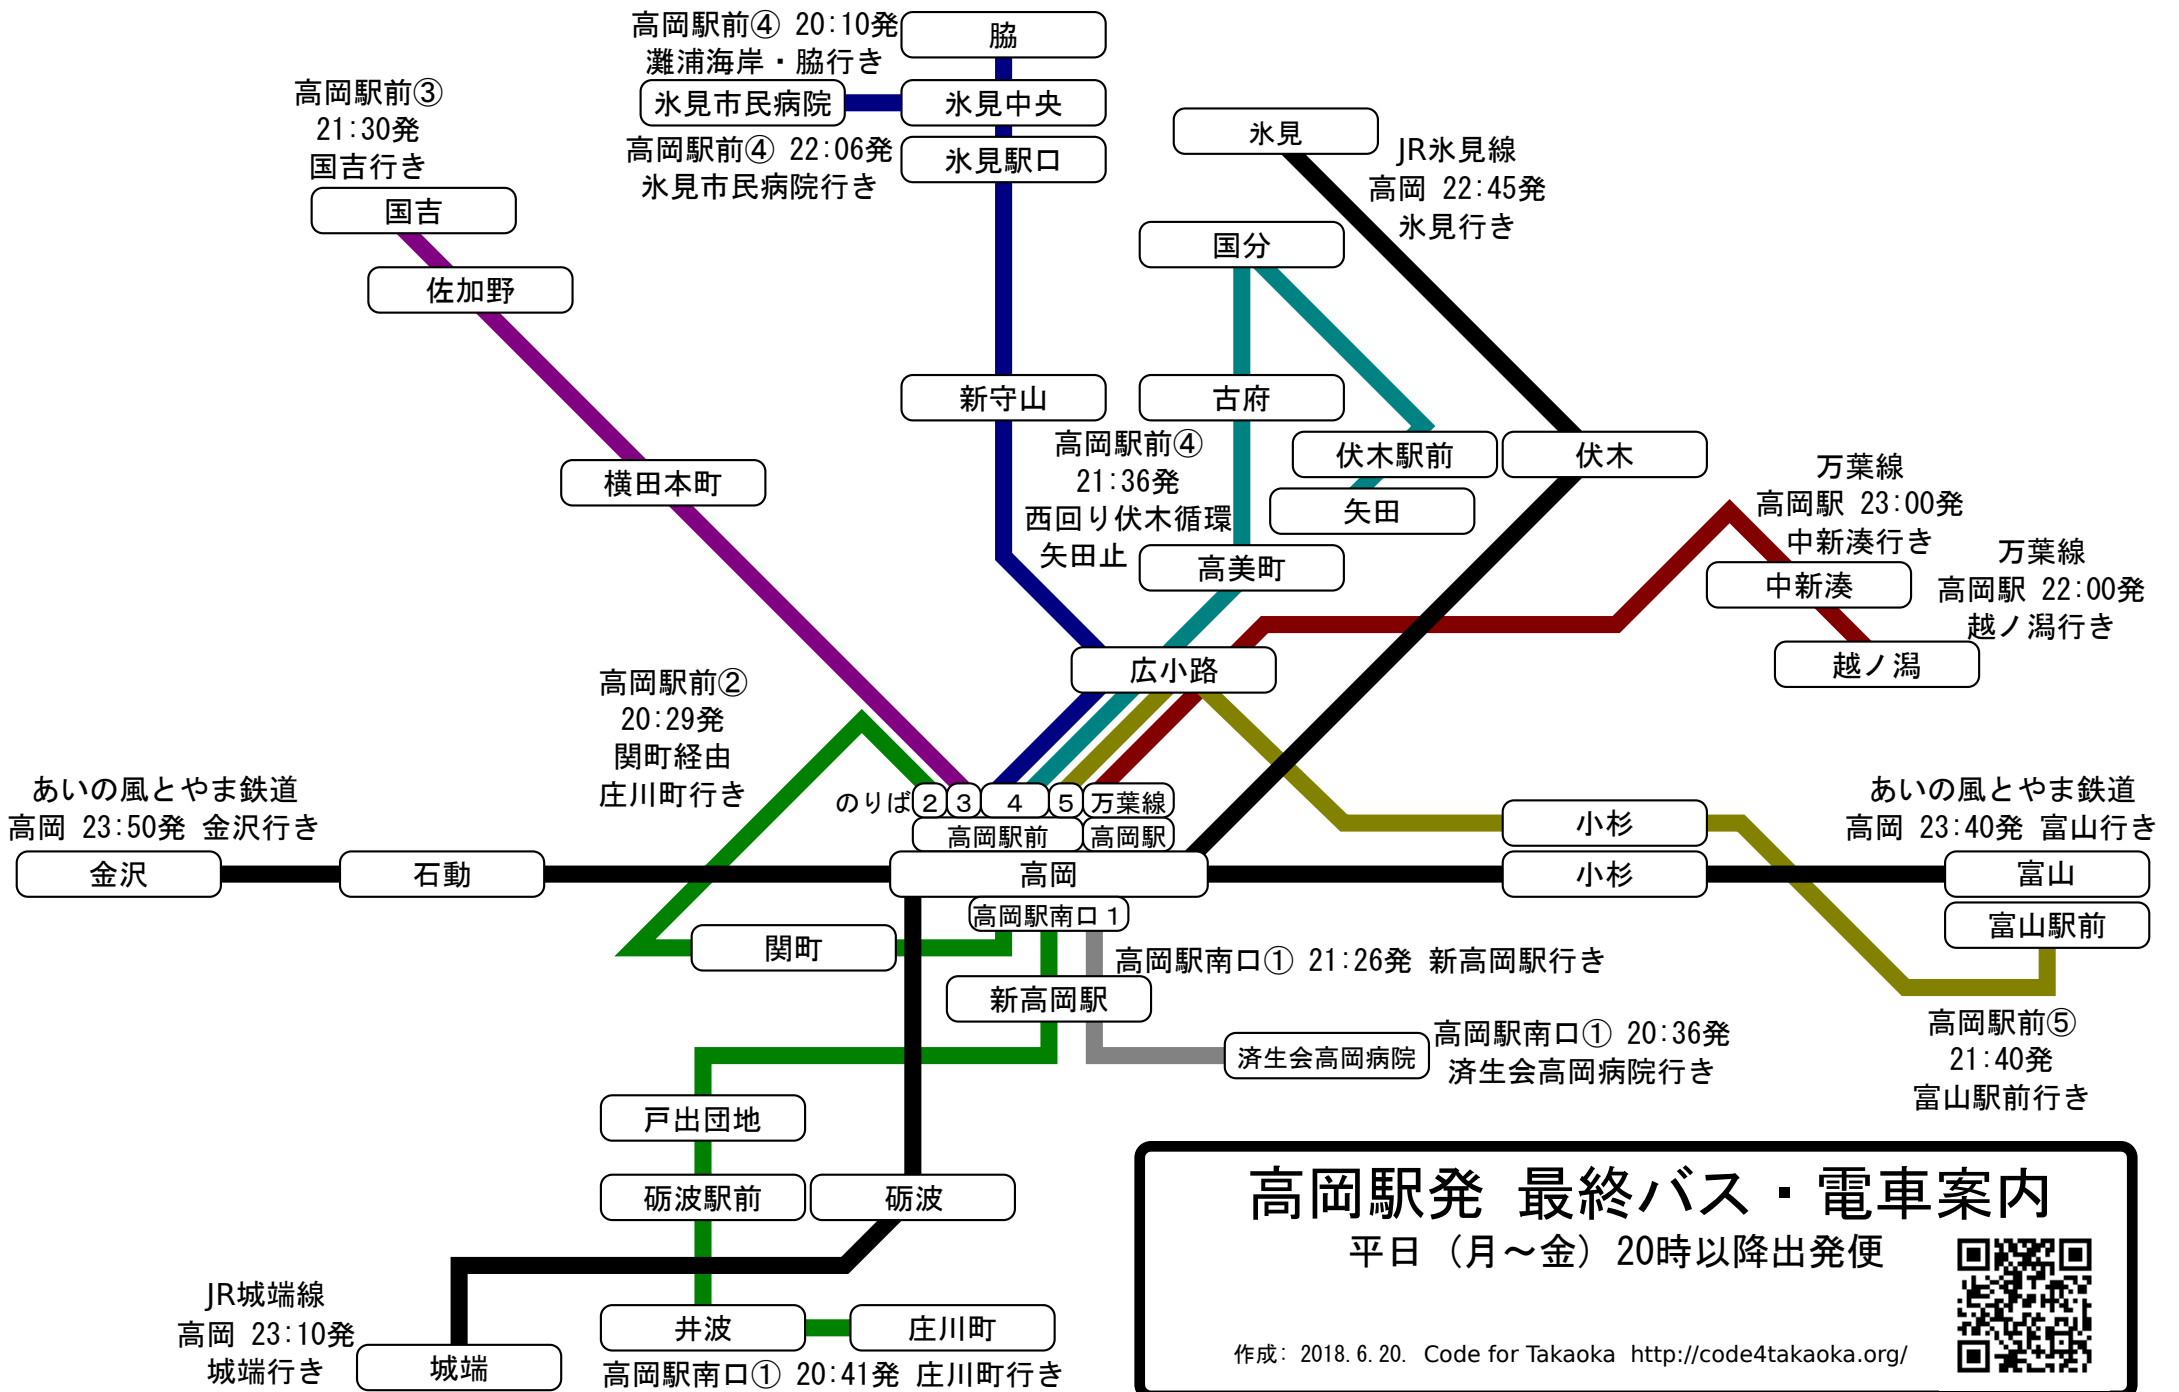 高岡駅前④ 20:10発
灘浦海岸・脇行き
脇
氷見市民病院
氷見中央
高岡駅前④ 22:06発
氷見市民病院行き
氷見駅口
高岡駅前③
21:30発
国吉行き
国吉
佐加野
横田本町
氷見
JR氷見線
高岡 22:45発
氷見行き
国分
新守山
古府
高岡駅前④
21:36発
西回り伏木循環
矢田止
伏木駅前
伏木
矢田
高美町
万葉線
高岡駅 23:00発
中新湊行き
中新湊
万葉線
高岡駅 22:00発
越ノ潟行き
越ノ潟
広小路
高岡駅前②
20:29発
関町経由
庄川町行き
のりば 2 3 4 5 万葉線
高岡駅前 高岡駅
あいの風とやま鉄道
高岡 23:50発 金沢行き
金沢
石動
高岡
小杉
小杉
あいの風とやま鉄道
高岡 23:40発 富山行き
富山
富山駅前
高岡駅南口 1
関町
高岡駅南口① 21:26発 新高岡駅行き
新高岡駅
済生会高岡病院
高岡駅南口① 20:36発
済生会高岡病院行き
高岡駅前⑤
21:40発
富山駅前行き
戸出団地
砺波駅前
砺波
JR城端線
高岡 23:10発
城端行き
城端
井波
庄川町
高岡駅南口① 20:41発 庄川町行き
高岡駅発 最終バス・電車案内
平日（月～金）20時以降出発便
作成: 2018.6.20. Code for Takaoka http://code4takaoka.org/